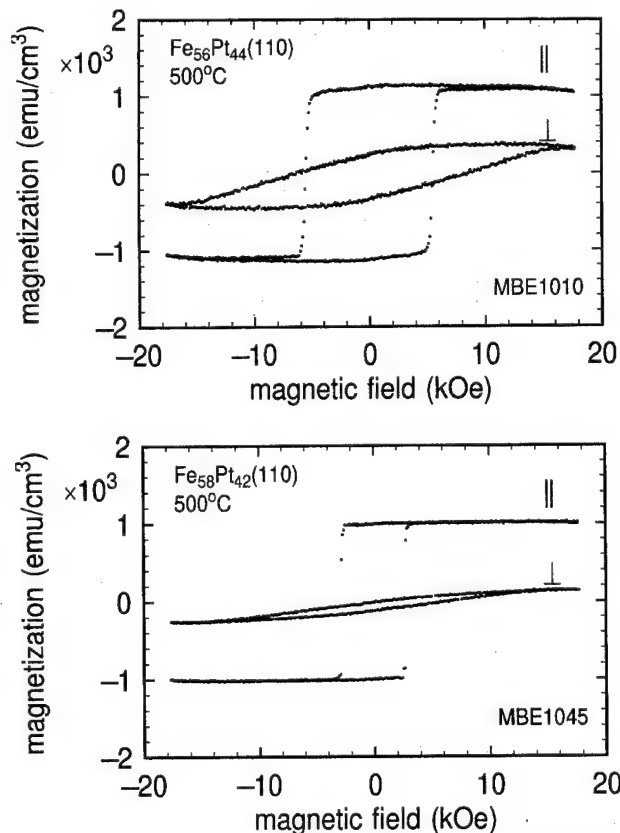 2
×10³
Fe₅₆Pt₄₄(110)
500°C
||
1
⊥
0
−1
MBE1010
−2
−20 −10 0 10 20
magnetic field (kOe)
magnetization (emu/cm³)
2
×10³
Fe₅₈Pt₄₂(110)
500°C
||
1
⊥
0
−1
MBE1045
−2
−20 −10 0 10 20
magnetic field (kOe)
magnetization (emu/cm³)